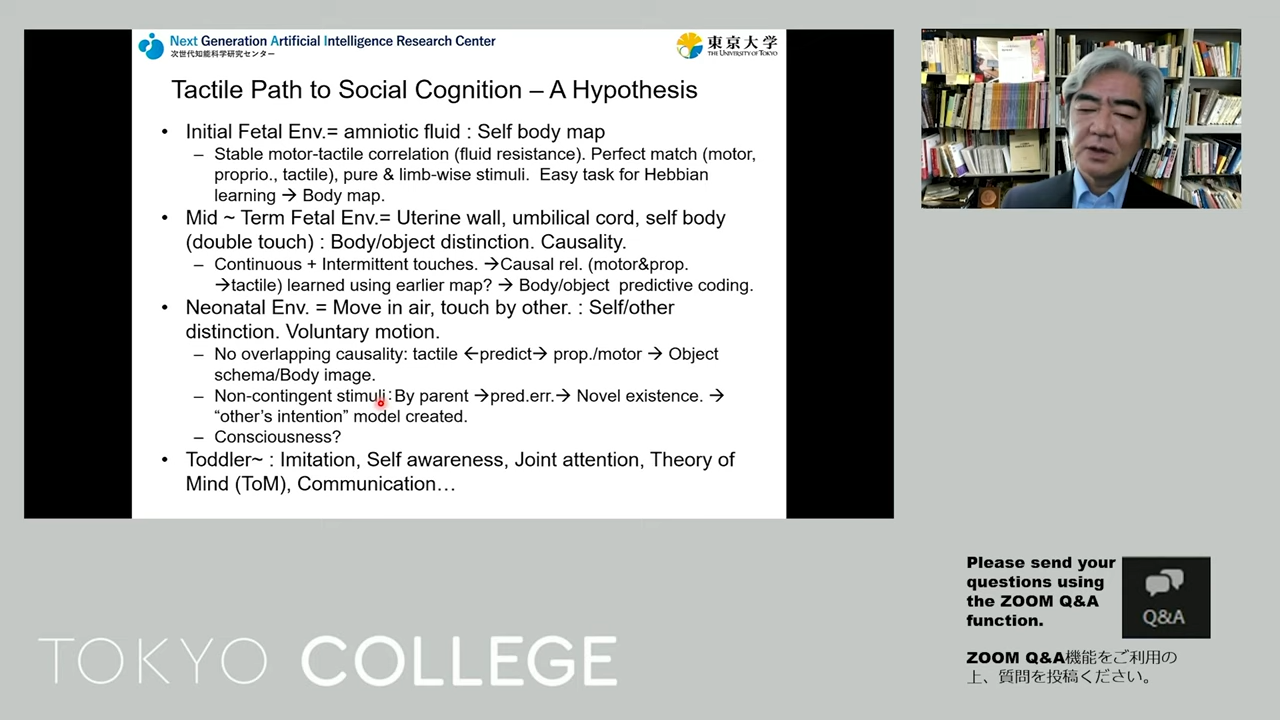 Next Generation Artificial Intelligence Research Center
次世代知能科学研究センター
東京大学
THE UNIVERSITY OF TOKYO
Tactile Path to Social Cognition – A Hypothesis
• Initial Fetal Env.= amniotic fluid : Self body map
– Stable motor-tactile correlation (fluid resistance). Perfect match (motor,
proprio., tactile), pure & limb-wise stimuli. Easy task for Hebbian
learning → Body map.
• Mid ~ Term Fetal Env.= Uterine wall, umbilical cord, self body
(double touch) : Body/object distinction. Causality.
– Continuous + Intermittent touches. →Causal rel. (motor&prop.
→tactile) learned using earlier map? → Body/object predictive coding.
• Neonatal Env. = Move in air, touch by other. : Self/other
distinction. Voluntary motion.
– No overlapping causality: tactile ←predict→ prop./motor → Object
schema/Body image.
– Non-contingent stimuli：By parent →pred.err.→ Novel existence. →
“other’s intention” model created.
– Consciousness?
• Toddler~ : Imitation, Self awareness, Joint attention, Theory of
Mind (ToM), Communication…
Please send your
questions using
the ZOOM Q&A
function.
Q&A
ZOOM Q&A機能をご利用の
上、質問を投稿ください。
TOKYO COLLEGE